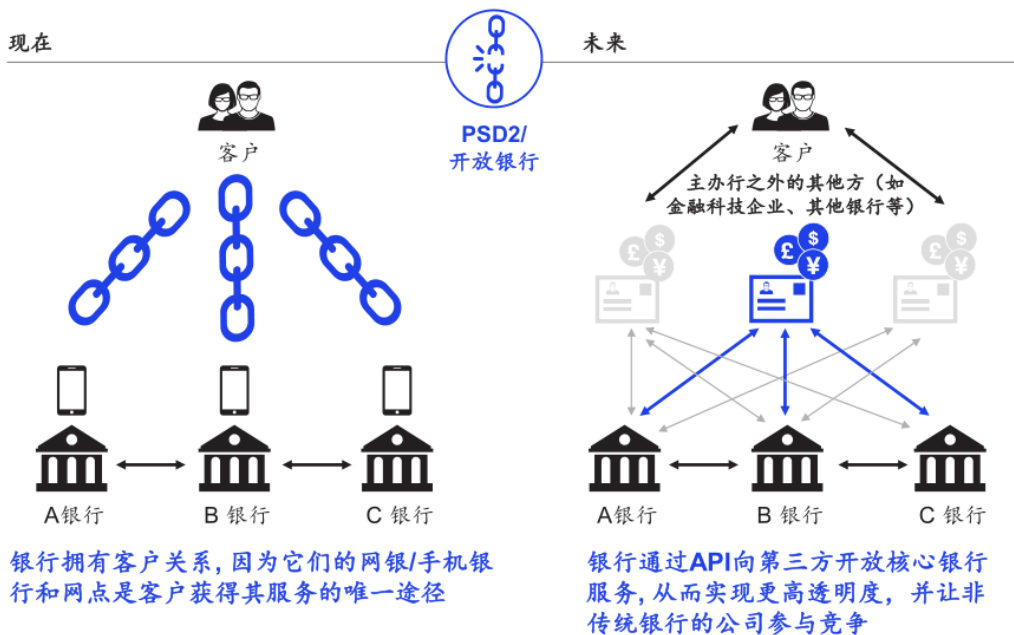 现在
PSD2/
开放银行
未来
客户
A银行
B 银行
C 银行
银行拥有客户关系, 因为它们的网银/手机银
行和网点是客户获得其服务的唯一途径
客户
主办行之外的其他方（如
金融科技企业、其他银行等）
£ $ ¥
£ $ ¥
£ $ ¥
A银行
B 银行
C 银行
银行通过API向第三方开放核心银行
服务, 从而实现更高透明度，并让非
传统银行的公司参与竞争